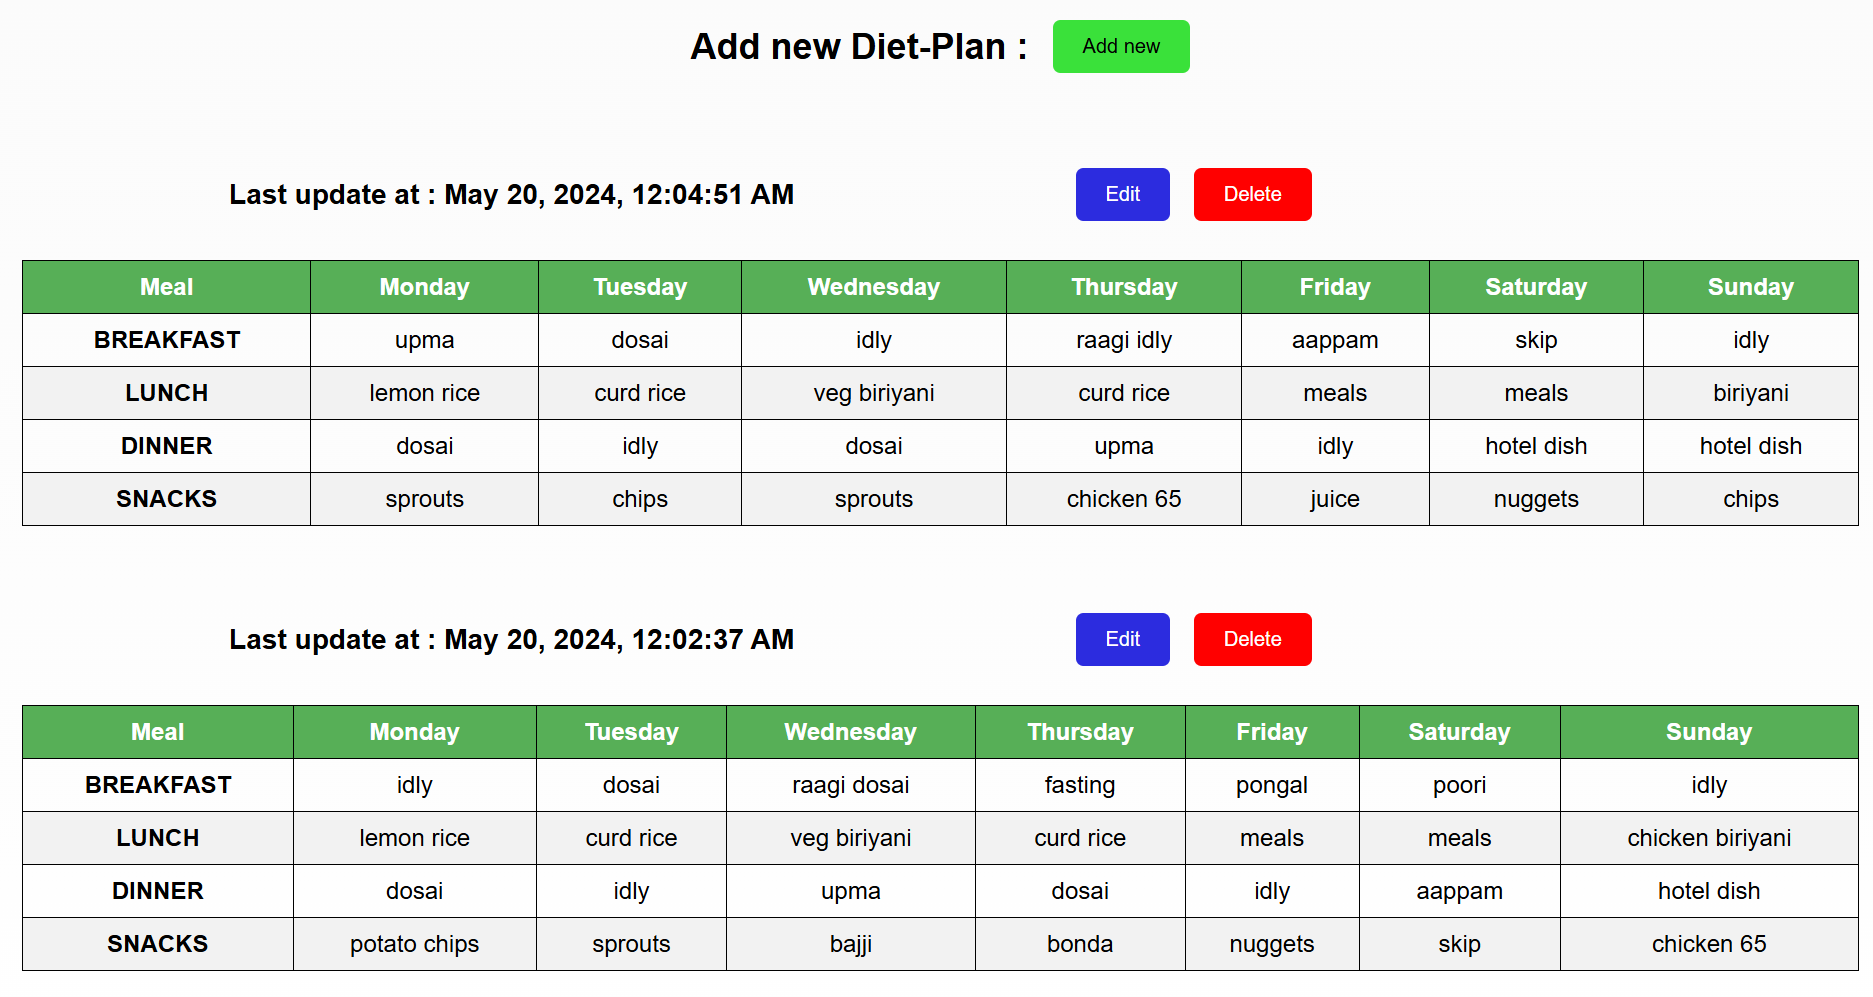 Add new Diet-Plan : Add new
Last update at : May 20, 2024, 12:04:51 AM Edit Delete
Meal Monday Tuesday Wednesday Thursday Friday Saturday Sunday
BREAKFAST upma dosai idly raagi idly aappam skip idly
LUNCH lemon rice curd rice veg biriyani curd rice meals meals biriyani
DINNER dosai idly dosai upma idly hotel dish hotel dish
SNACKS sprouts chips sprouts chicken 65 juice nuggets chips
Last update at : May 20, 2024, 12:02:37 AM Edit Delete
Meal Monday Tuesday Wednesday Thursday Friday Saturday Sunday
BREAKFAST idly dosai raagi dosai fasting pongal poori idly
LUNCH lemon rice curd rice veg biriyani curd rice meals meals chicken biriyani
DINNER dosai idly upma dosai idly aappam hotel dish
SNACKS potato chips sprouts bajji bonda nuggets skip chicken 65